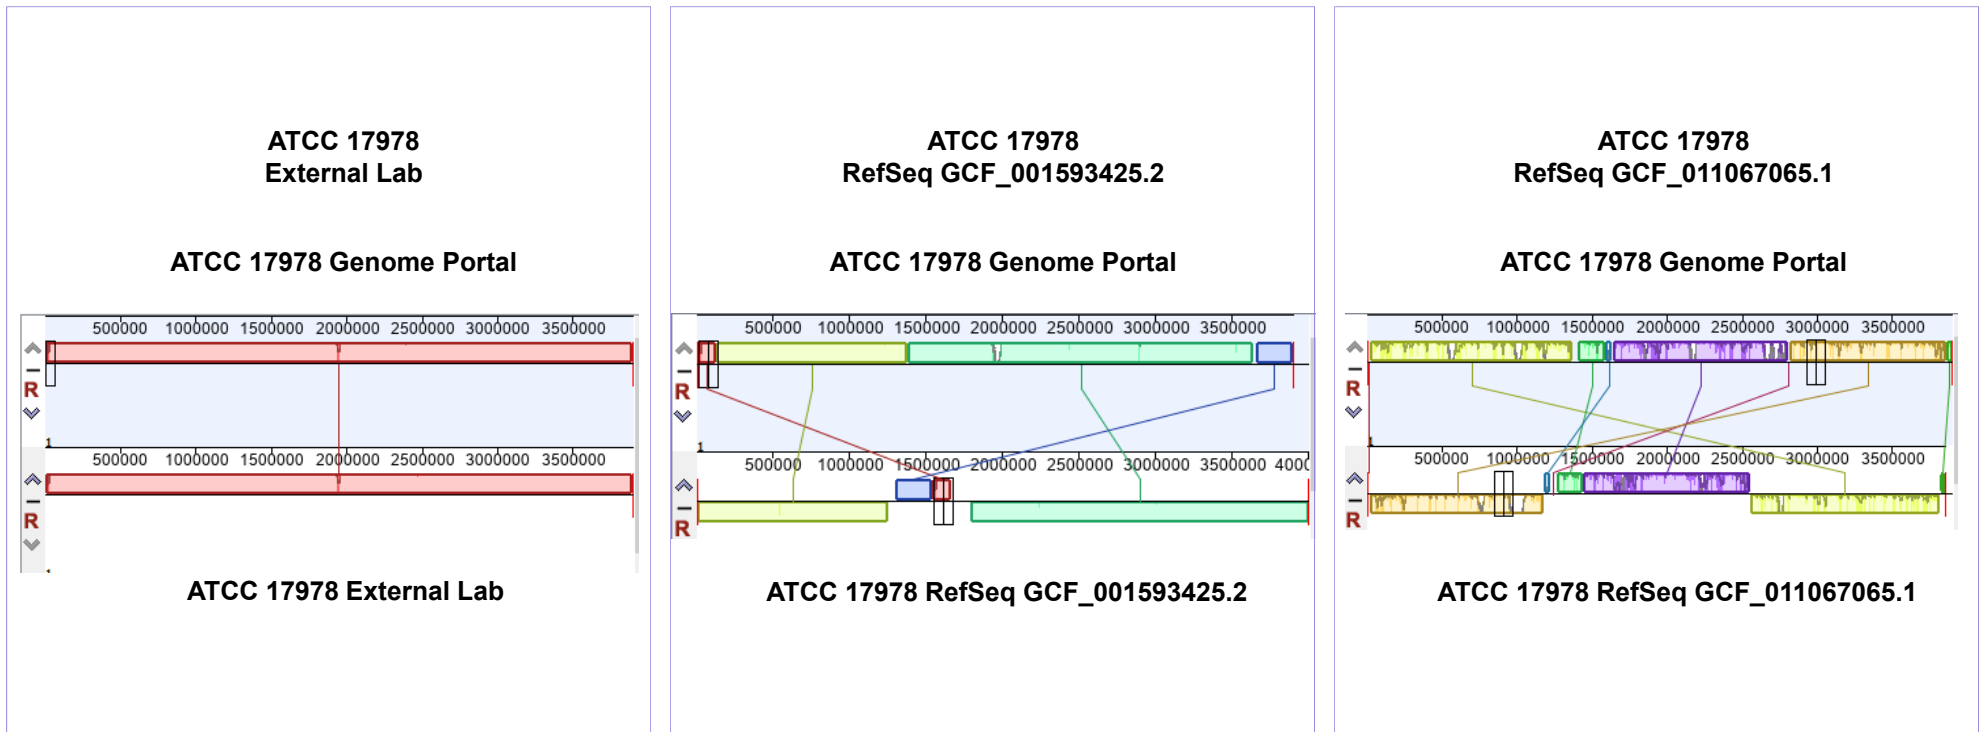 ATCC 17978
External Lab
ATCC 17978 Genome Portal
500000 1000000 1500000 2000000 2500000 3000000 3500000
R
1
500000 1000000 1500000 2000000 2500000 3000000 3500000
R
ATCC 17978 External Lab
ATCC 17978
RefSeq GCF_001593425.2
ATCC 17978 Genome Portal
500000 1000000 1500000 2000000 2500000 3000000 3500000
R
1
500000 1000000 1500000 2000000 2500000 3000000 3500000 4000
R
ATCC 17978 RefSeq GCF_001593425.2
ATCC 17978
RefSeq GCF_011067065.1
ATCC 17978 Genome Portal
500000 1000000 1500000 2000000 2500000 3000000 3500000
R
1
500000 1000000 1500000 2000000 2500000 3000000 3500000
R
ATCC 17978 RefSeq GCF_011067065.1